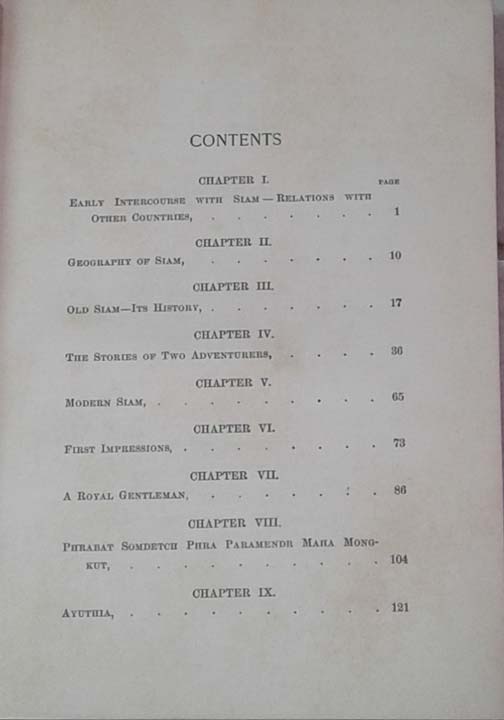 CONTENTS
CHAPTER I.
PAGE
EARLY INTERCOURSE WITH SIAM — RELATIONS WITH
OTHER COUNTRIES, . . . . . . . 1
CHAPTER II.
GEOGRAPHY OF SIAM, . . . . . . . 10
CHAPTER III.
OLD SIAM—ITS HISTORY, . . . . . . . 17
CHAPTER IV.
THE STORIES OF TWO ADVENTURERS, . . . . 36
CHAPTER V.
MODERN SIAM, . . . . . . . . . 65
CHAPTER VI.
FIRST IMPRESSIONS, . . . . . . . . 73
CHAPTER VII.
A ROYAL GENTLEMAN, . . . . . . . 86
CHAPTER VIII.
PHRABAT SOMDETCH PHRA PARAMENDR MAHA MONG-
KUT, . . . . . . . . . . 104
CHAPTER IX.
AYUTHIA, . . . . . . . . . . 121